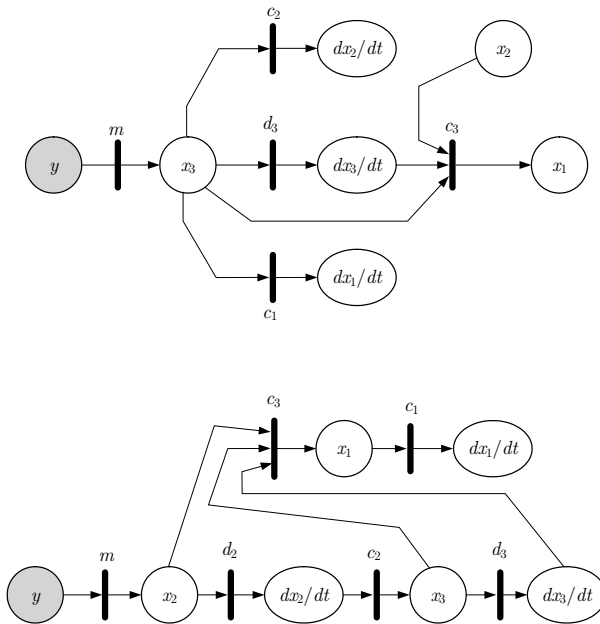 c₂
dx₂/dt
x₂
m
d₃
c₃
y
x₃
dx₃/dt
x₁
dx₁/dt
c₁
c₃
c₁
x₁
dx₁/dt
m
d₂
c₂
d₃
y
x₂
dx₂/dt
x₃
dx₃/dt